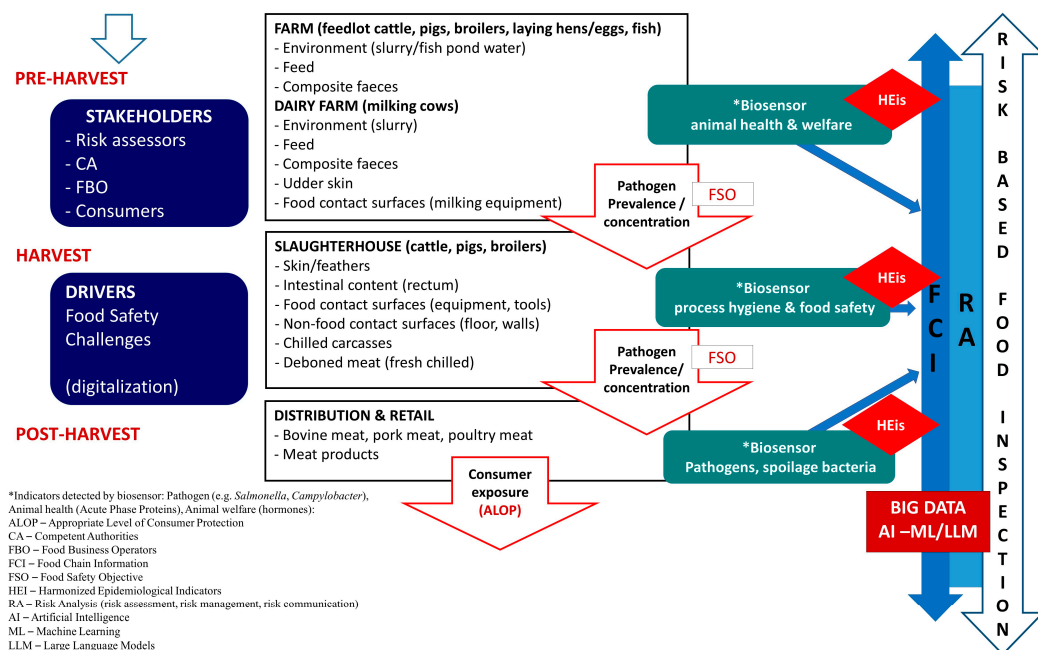 PRE-HARVEST
STAKEHOLDERS
- Risk assessors
- CA
- FBO
- Consumers
HARVEST
DRIVERS
Food Safety
Challenges
(digitalization)
POST-HARVEST
FARM (feedlot cattle, pigs, broilers, laying hens/eggs, fish)
- Environment (slurry/fish pond water)
- Feed
- Composite faeces
DAIRY FARM (milking cows)
- Environment (slurry)
- Feed
- Composite faeces
- Udder skin
- Food contact surfaces (milking equipment)
Pathogen
Prevalence /
concentration
FSO
SLAUGHTERHOUSE (cattle, pigs, broilers)
- Skin/feathers
- Intestinal content (rectum)
- Food contact surfaces (equipment, tools)
- Non-food contact surfaces (floor, walls)
- Chilled carcasses
- Deboned meat (fresh chilled)
Pathogen
Prevalence/
concentration
FSO
DISTRIBUTION & RETAIL
- Bovine meat, pork meat, poultry meat
- Meat products
Consumer
exposure
(ALOP)
*Biosensor
animal health & welfare
HEis
*Biosensor
process hygiene & food safety
HEis
*Biosensor
Pathogens, spoilage bacteria
HEis
FCI
RA
BIG DATA
AI –ML/LLM
RISK BASED FOOD INSPECTION
*Indicators detected by biosensor: Pathogen (e.g. Salmonella, Campylobacter),
Animal health (Acute Phase Proteins), Animal welfare (hormones):
ALOP – Appropriate Level of Consumer Protection
CA – Competent Authorities
FBO – Food Business Operators
FCI – Food Chain Information
FSO – Food Safety Objective
HEI – Harmonized Epidemiological Indicators
RA – Risk Analysis (risk assessment, risk management, risk communication)
AI – Artificial Intelligence
ML – Machine Learning
LLM – Large Language Models